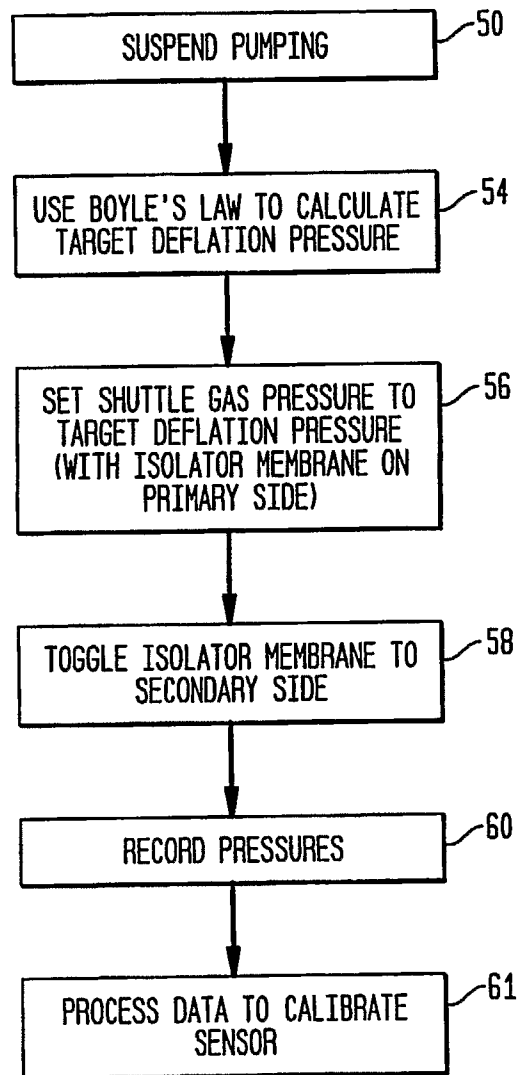 SUSPEND PUMPING
50
USE BOYLE'S LAW TO CALCULATE
TARGET DEFLATION PRESSURE
54
SET SHUTTLE GAS PRESSURE TO
TARGET DEFLATION PRESSURE
(WITH ISOLATOR MEMBRANE ON
PRIMARY SIDE)
56
TOGGLE ISOLATOR MEMBRANE TO
SECONDARY SIDE
58
RECORD PRESSURES
60
PROCESS DATA TO CALIBRATE
SENSOR
61